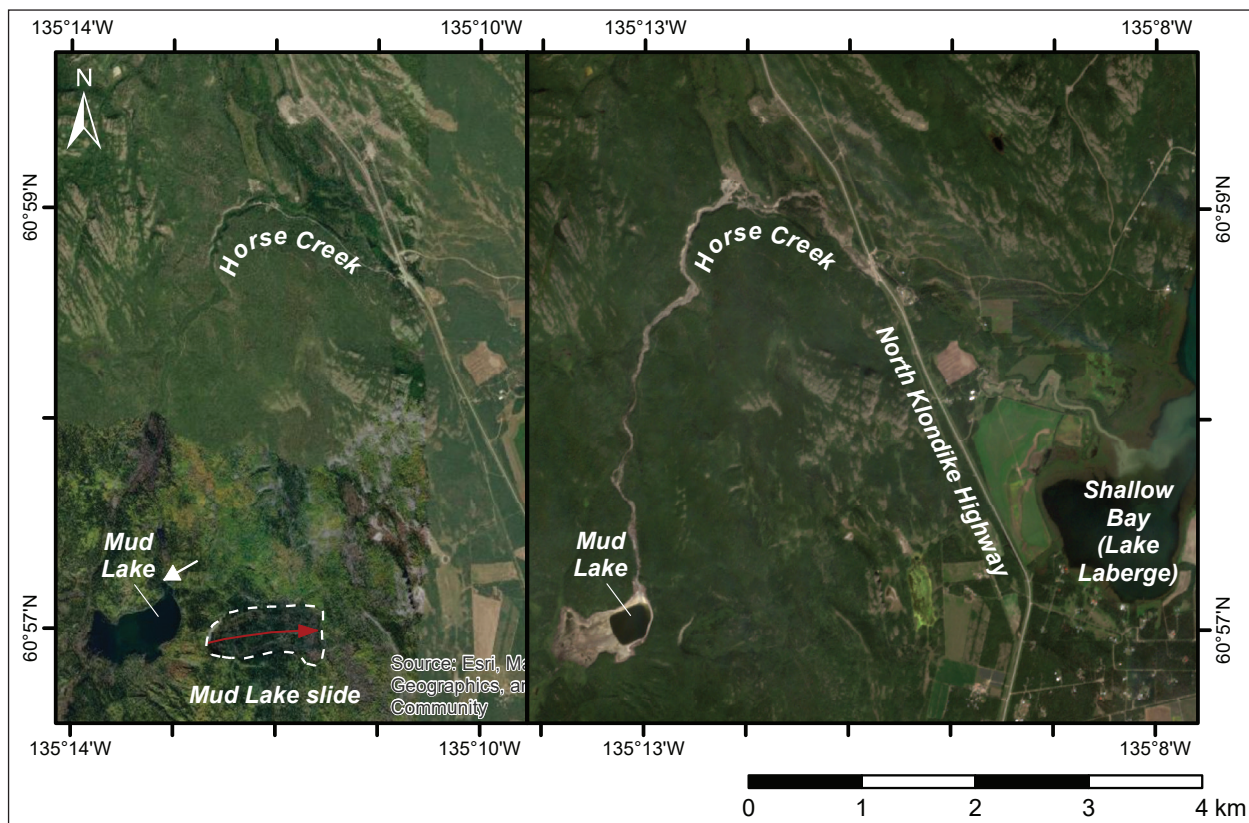 135°14'W
135°10'W
135°13'W
135°8'W
N
60°59'N
60°59'N
Horse Creek
Horse Creek
North Klondike Highway
Mud
Lake
Mud
Lake
Shallow
Bay
(Lake
Laberge)
60°57'N
60°57'N
Mud Lake slide
Source: Esri, Ma
Geographics, a
Community
135°14'W
135°10'W
135°13'W
135°8'W
0 1 2 3 4 km